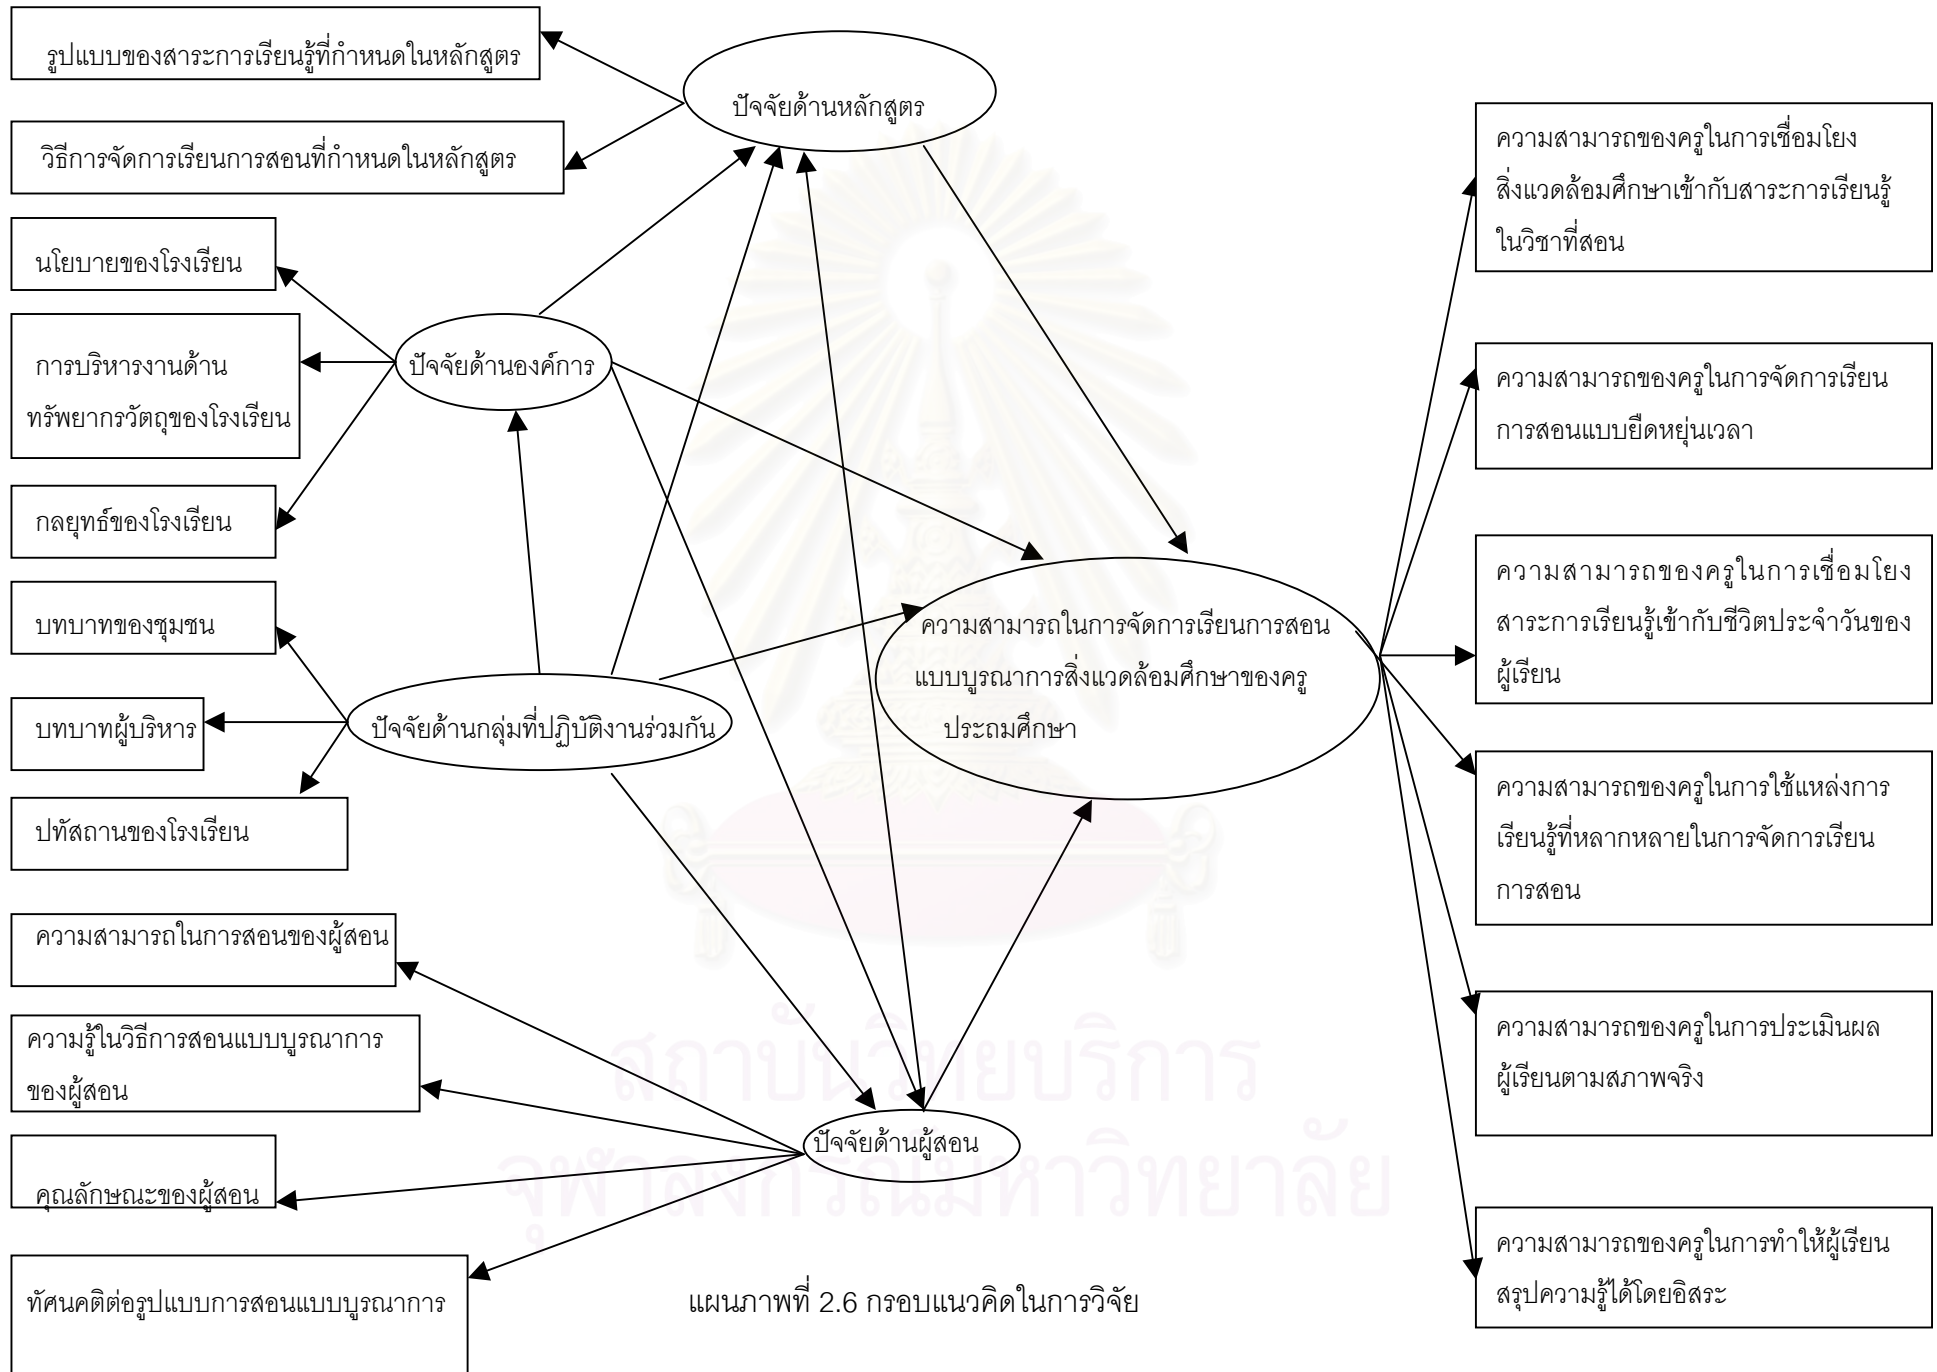 รูปแบบของสาระการเรียนรู้ที่กำหนดในหลักสูตร
วิธีการจัดการเรียนการสอนที่กำหนดในหลักสูตร
นโยบายของโรงเรียน
การบริหารงานด้าน
ทรัพยากรวัตถุของโรงเรียน
กลยุทธ์ของโรงเรียน
บทบาทของชุมชน
บทบาทผู้บริหาร
ปทัสถานของโรงเรียน
ความสามารถในการสอนของผู้สอน
ความรู้ในวิธีการสอนแบบบูรณาการ
ของผู้สอน
คุณลักษณะของผู้สอน
ทัศนคติต่อรูปแบบการสอนแบบบูรณาการ
ปัจจัยด้านหลักสูตร
ปัจจัยด้านองค์การ
ปัจจัยด้านกลุ่มที่ปฏิบัติงานร่วมกัน
ปัจจัยด้านผู้สอน
ความสามารถในการจัดการเรียนการสอน
แบบบูรณาการสิ่งแวดล้อมศึกษาของครู
ประถมศึกษา
ความสามารถของครูในการเชื่อมโยง
สิ่งแวดล้อมศึกษาเข้ากับสาระการเรียนรู้
ในวิชาที่สอน
ความสามารถของครูในการจัดการเรียน
การสอนแบบยืดหยุ่นเวลา
ความสามารถของครูในการเชื่อมโยง
สาระการเรียนรู้เข้ากับชีวิตประจำวันของ
ผู้เรียน
ความสามารถของครูในการใช้แหล่งการ
เรียนรู้ที่หลากหลายในการจัดการเรียน
การสอน
ความสามารถของครูในการประเมินผล
ผู้เรียนตามสภาพจริง
ความสามารถของครูในการทำให้ผู้เรียน
สรุปความรู้ได้โดยอิสระ
สถาบันวิทยบริการ
จุฬาลงกรณ์มหาวิทยาลัย
แผนภาพที่ 2.6 กรอบแนวคิดในการวิจัย